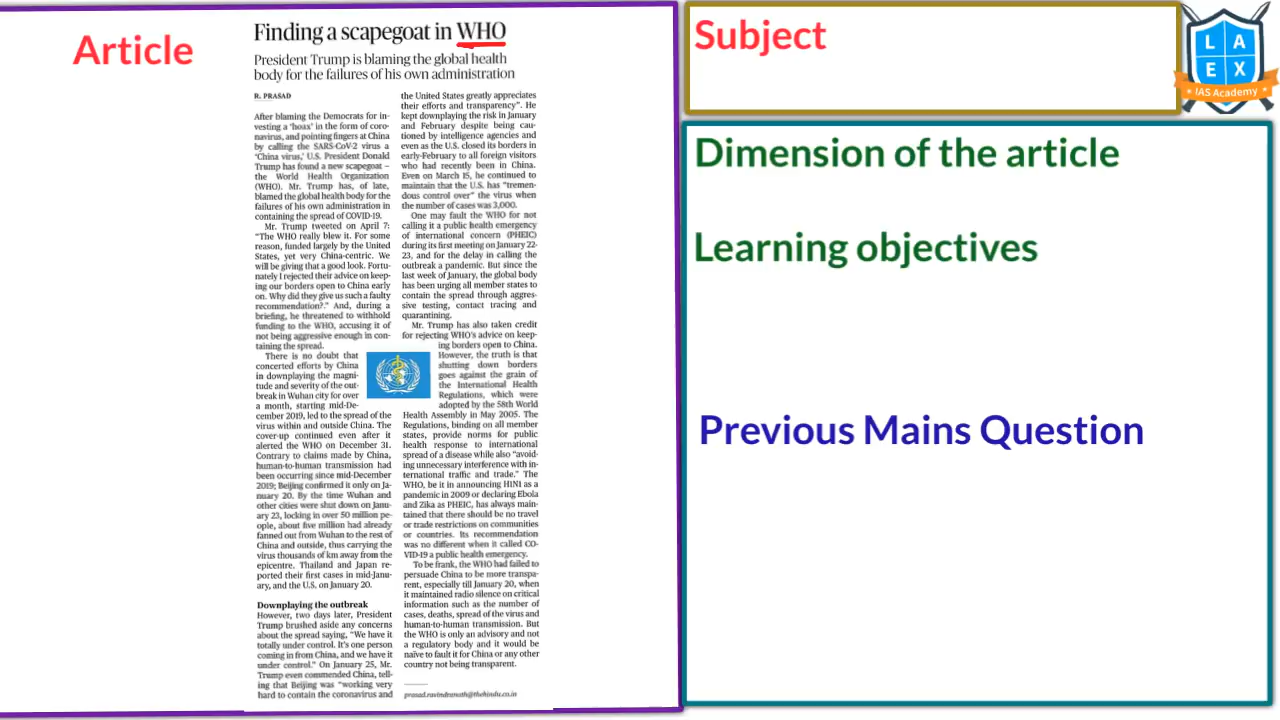 Article
Finding a scapegoat in WHO
President Trump is blaming the global health
body for the failures of his own administration
R. PRASAD
After blaming the Democrats for in-
venting a 'hoax' in the form of coro-
navirus, and pointing fingers at China
by calling the SARS-CoV-2 virus a
'China virus,' U.S. President Donald
Trump has found a new scapegoat –
the World Health Organization
(WHO). Mr. Trump has, of late,
blamed the global health body for the
failures of his own administration in
containing the spread of COVID-19.
Mr. Trump tweeted on April 7:
"The WHO really blew it. For some
reason, funded largely by the United
States, yet very China-centric. We
will be giving that a good look. Fortu-
nately I rejected their advice on keep-
ing our borders open to China early
on. Why did they give us such a faulty
recommendation?." And, during a
briefing, he threatened to withhold
funding to the WHO, accusing it of
not being aggressive enough in con-
taining the spread.
There is no doubt that
concerted efforts by China
in downplaying the magni-
tude and severity of the out-
break in Wuhan city for over
a month, starting mid-De-
cember 2019, led to the spread of the
virus within and outside China. The
cover-up continued even after it
alerted the WHO on December 31.
Contrary to claims made by China,
human-to-human transmission had
been occurring since mid-December
2019; Beijing confirmed it only on Ja-
nuary 20. By the time Wuhan and
other cities were shut down on Janu-
ary 23, locking in over 50 million pe-
ople, about five million had already
fanned out from Wuhan to the rest of
China and outside, thus carrying the
virus thousands of km away from the
epicentre. Thailand and Japan re-
ported their first cases in mid-Janu-
ary, and the U.S. on January 20.
Downplaying the outbreak
However, two days later, President
Trump brushed aside any concerns
about the spread saying, "We have it
totally under control. It's one person
coming in from China, and we have it
under control." On January 25, Mr.
Trump even commended China, tell-
ing that Beijing was "working very
hard to contain the coronavirus and
the United States greatly appreciates
their efforts and transparency". He
kept downplaying the risk in January
and February despite being cau-
tioned by intelligence agencies and
even as the U.S. closed its borders in
early-February to all foreign visitors
who had recently been in China.
Even on March 15, he continued to
maintain that the U.S. has "tremen-
dous control over" the virus when
the number of cases was 3,000.
One may fault the WHO for not
calling it a public health emergency
of international concern (PHEIC)
during its first meeting on January 22-
23, and for the delay in calling the
outbreak a pandemic. But since the
last week of January, the global body
has been urging all member states to
contain the spread through aggres-
sive testing, contact tracing and
quarantining.
Mr. Trump has also taken credit
for rejecting WHO's advice on keep-
ing borders open to China.
However, the truth is that
shutting down borders
goes against the grain of
the International Health
Regulations, which were
adopted by the 58th World
Health Assembly in May 2005. The
Regulations, binding on all member
states, provide norms for public
health response to international
spread of a disease while also "avoid-
ing unnecessary interference with in-
ternational traffic and trade." The
WHO, be it in announcing H1N1 as a
pandemic in 2009 or declaring Ebola
and Zika as PHEIC, has always main-
tained that there should be no travel
or trade restrictions on communities
or countries. Its recommendation
was no different when it called CO-
VID-19 a public health emergency.
To be frank, the WHO had failed to
persuade China to be more transpa-
rent, especially till January 20, when
it maintained radio silence on critical
information such as the number of
cases, deaths, spread of the virus and
human-to-human transmission. But
the WHO is only an advisory and not
a regulatory body and it would be
naïve to fault it for China or any other
country not being transparent.
prasad.ravindranath@thehindu.co.in
Subject
L A
E X
IAS Academy
Dimension of the article
Learning objectives
Previous Mains Question